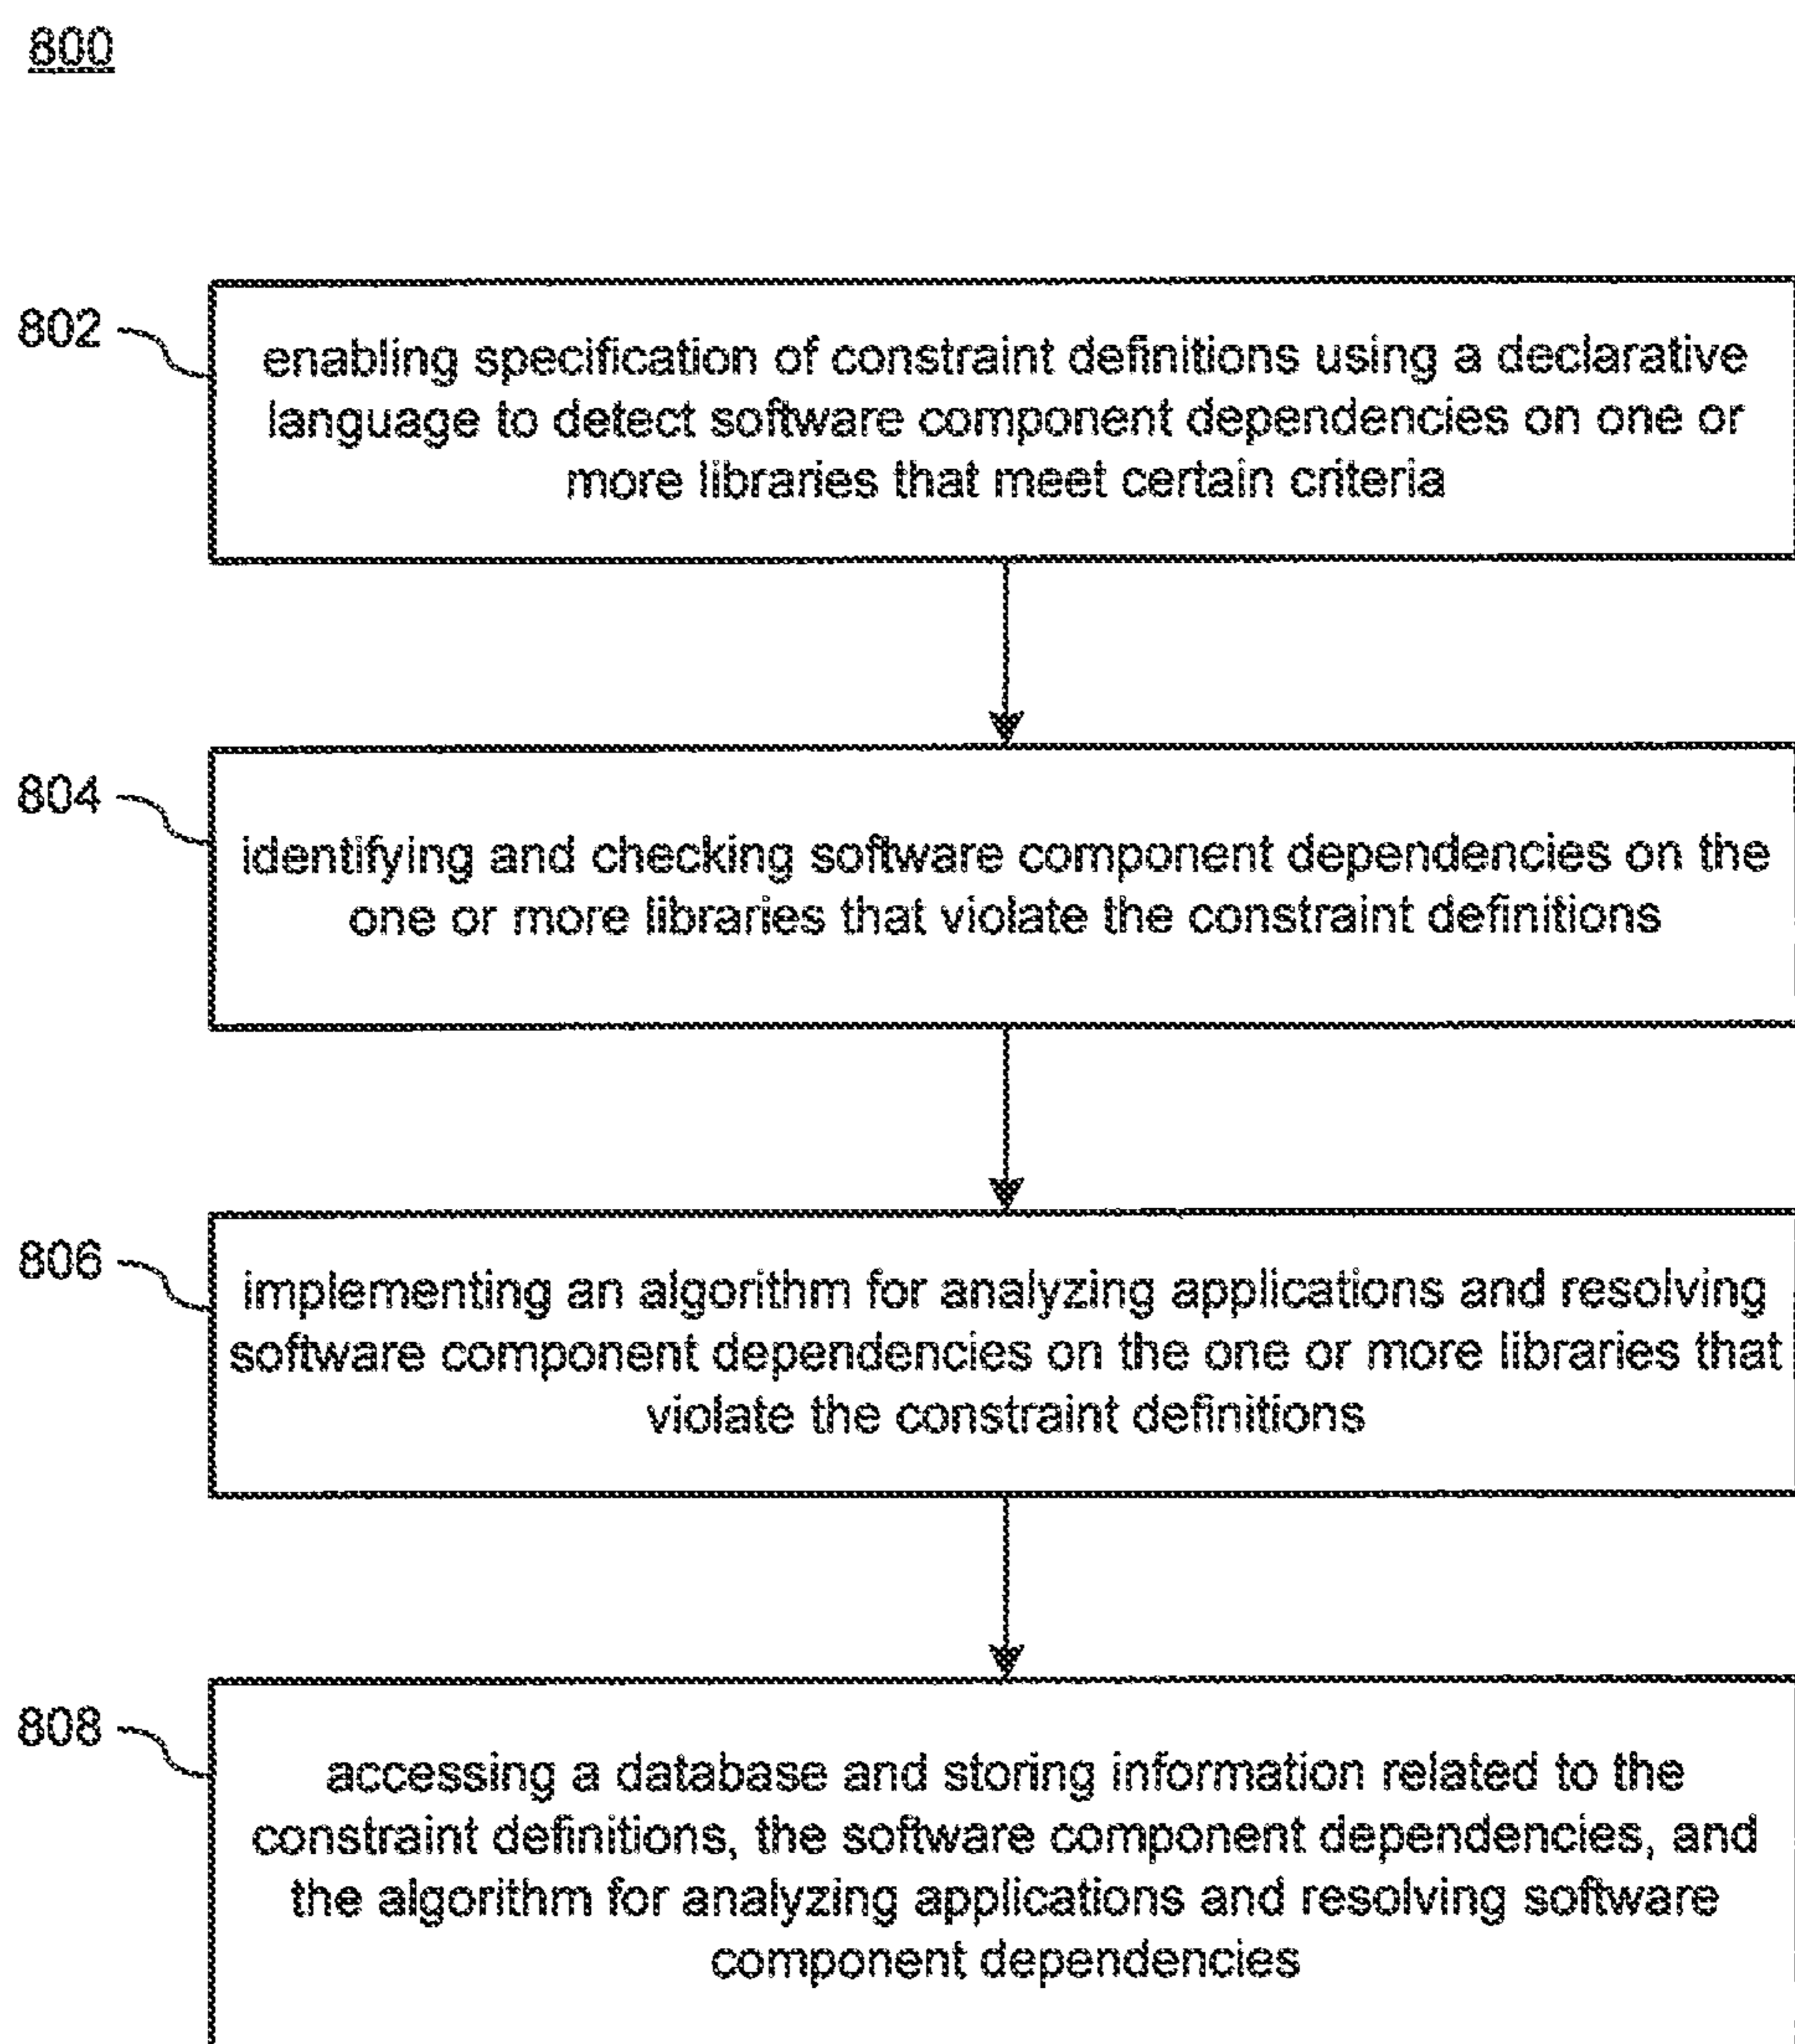 800
802
enabling specification of constraint definitions using a declarative
language to detect software component dependencies on one or
more libraries that meet certain criteria
804
identifying and checking software component dependencies on the
one or more libraries that violate the constraint definitions
806
implementing an algorithm for analyzing applications and resolving
software component dependencies on the one or more libraries that
violate the constraint definitions
808
accessing a database and storing information related to the
constraint definitions, the software component dependencies, and
the algorithm for analyzing applications and resolving software
component dependencies